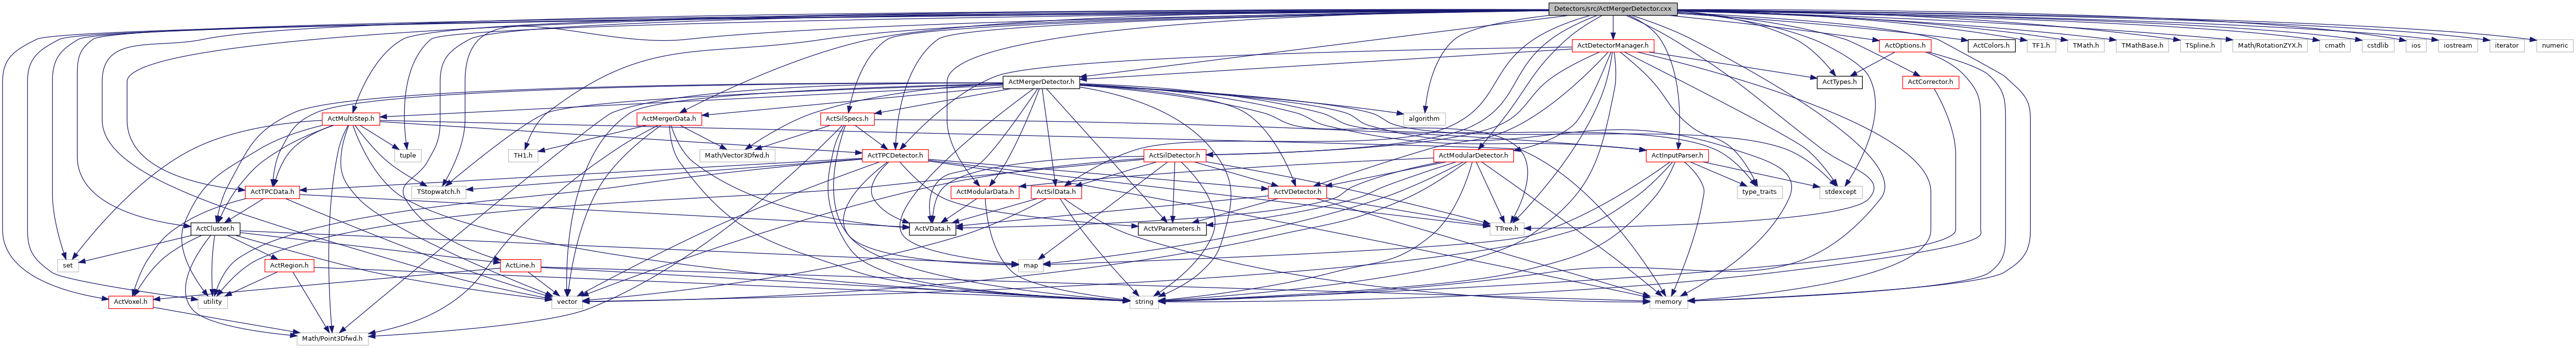 Detectors/src/ActMergerDetector.cxx
ActDetectorManager.h
ActOptions.h
ActColors.h
TF1.h
TMath.h
TMathBase.h
TSpline.h
Math/RotationZYX.h
cmath
cstdlib
ios
iostream
iterator
numeric
ActMergerDetector.h
ActTypes.h
ActCorrector.h
ActMultiStep.h
ActMergerData.h
ActSilSpecs.h
algorithm
tuple
TH1.h
Math/Vector3Dfwd.h
ActTPCDetector.h
ActSilDetector.h
ActModularDetector.h
ActInputParser.h
ActTPCData.h
TStopwatch.h
ActModularData.h
ActSilData.h
ActVDetector.h
type_traits
stdexcept
ActCluster.h
ActVData.h
ActVParameters.h
TTree.h
set
ActRegion.h
ActLine.h
map
ActVoxel.h
utility
vector
string
memory
Math/Point3Dfwd.h